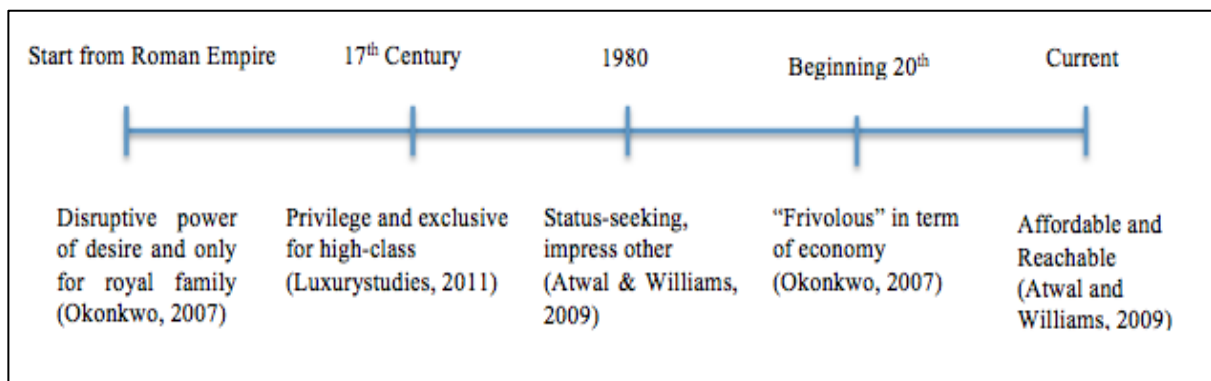 Start from Roman Empire
17th Century
1980
Beginning 20th
Current
Disruptive power
of desire and only
for royal family
(Okonkwo, 2007)
Privilege and exclusive
for high-class
(Luxurystudies, 2011)
Status-seeking,
impress other
(Atwal & Williams,
2009)
“Frivolous” in term
of economy
(Okonkwo, 2007)
Affordable and
Reachable
(Atwal and
Williams, 2009)